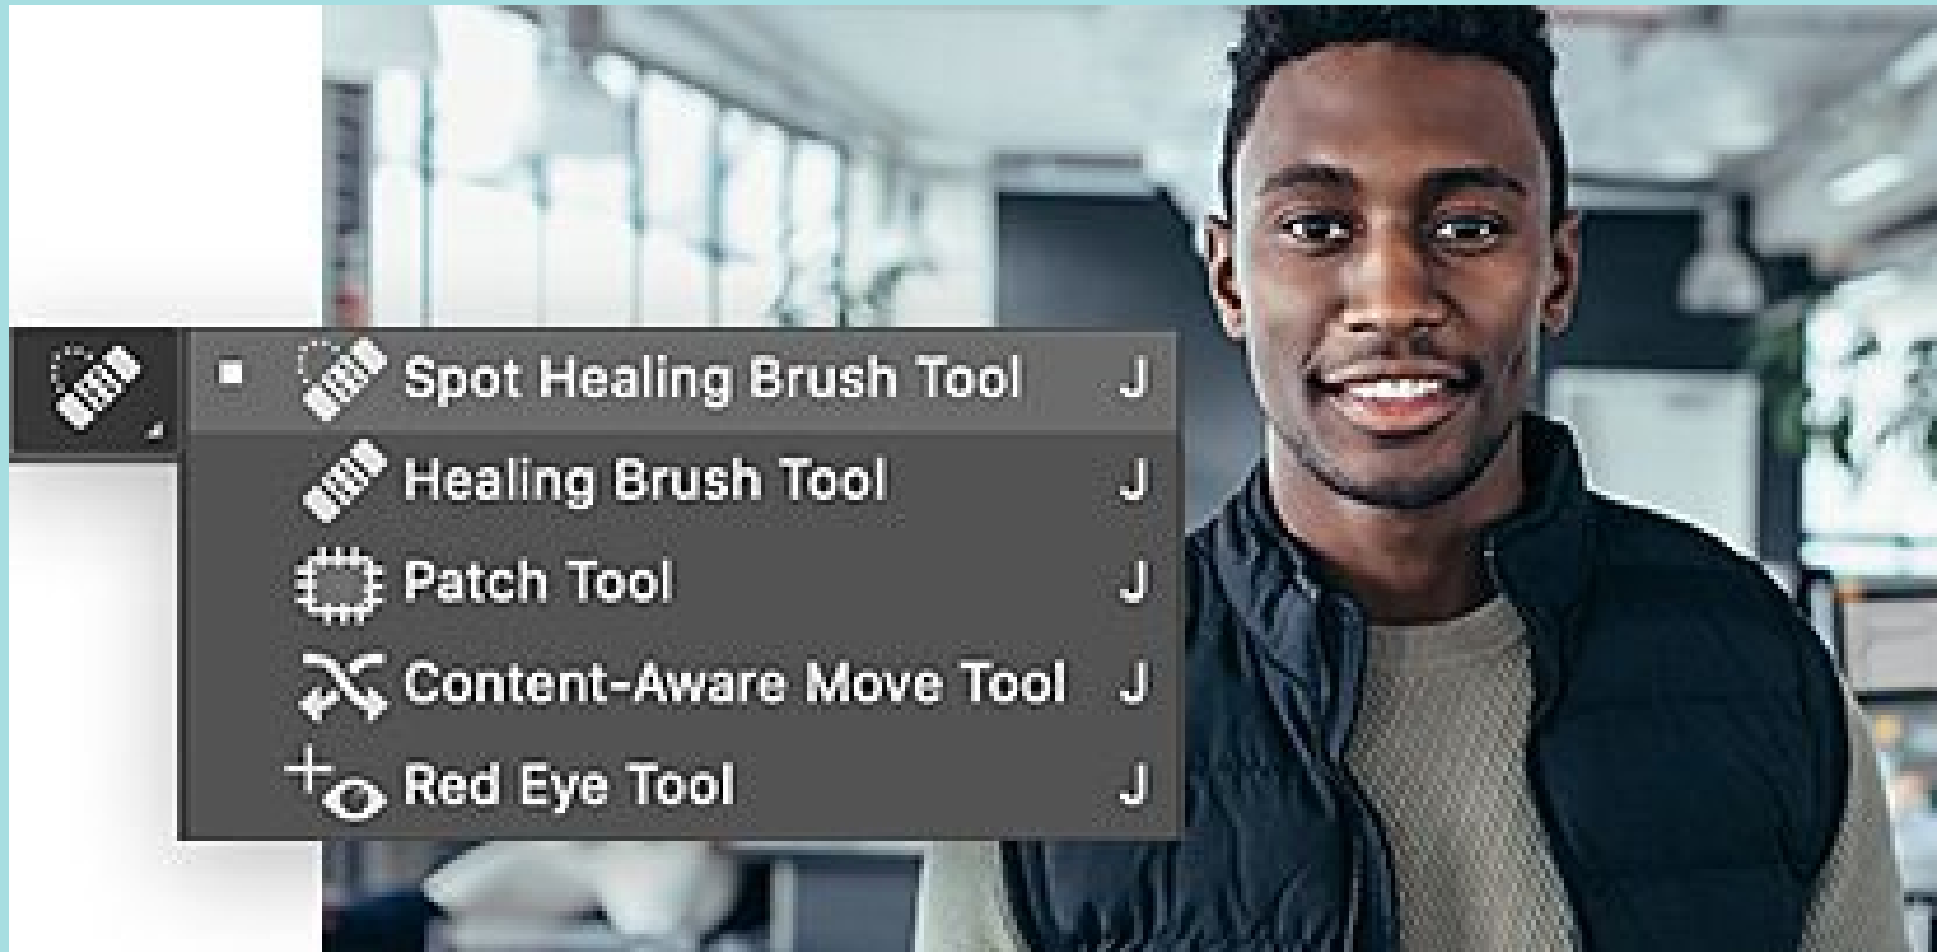 Spot Healing Brush Tool J
Healing Brush Tool J
Patch Tool J
Content-Aware Move Tool J
Red Eye Tool J